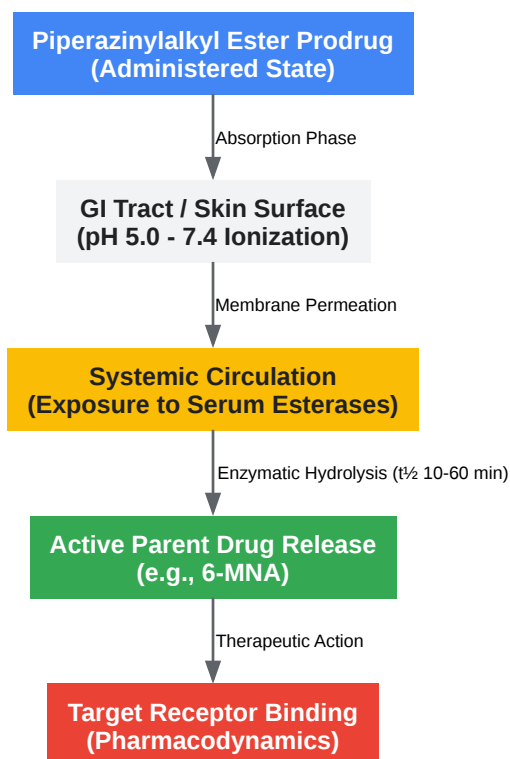 Piperazinylalkyl Ester Prodrug
(Administered State)
Absorption Phase
GI Tract / Skin Surface
(pH 5.0 - 7.4 Ionization)
Membrane Permeation
Systemic Circulation
(Exposure to Serum Esterases)
Enzymatic Hydrolysis (t½ 10-60 min)
Active Parent Drug Release
(e.g., 6-MNA)
Therapeutic Action
Target Receptor Binding
(Pharmacodynamics)